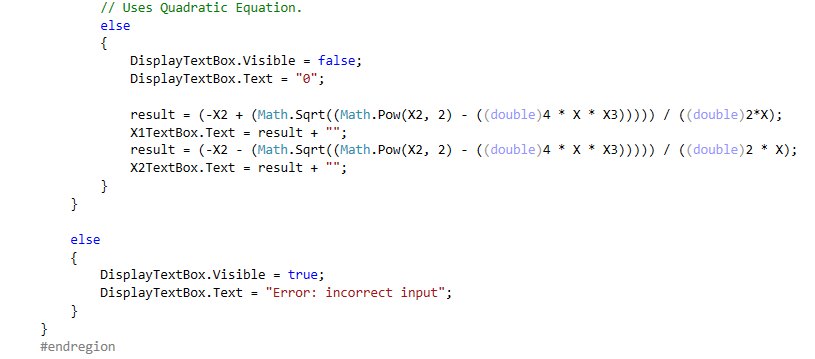 // Uses Quadratic Equation.
else
{
DisplayTextBox.Visible = false;
DisplayTextBox.Text = "0";
result = (-X2 + (Math.Sqrt((Math.Pow(X2, 2) - ((double)4 * X * X3))))) / ((double)2*X);
X1TextBox.Text = result + "";
result = (-X2 - (Math.Sqrt((Math.Pow(X2, 2) - ((double)4 * X * X3))))) / ((double)2 * X);
X2TextBox.Text = result + "";
}
}
else
{
DisplayTextBox.Visible = true;
DisplayTextBox.Text = "Error: incorrect input";
}
}
#endregion